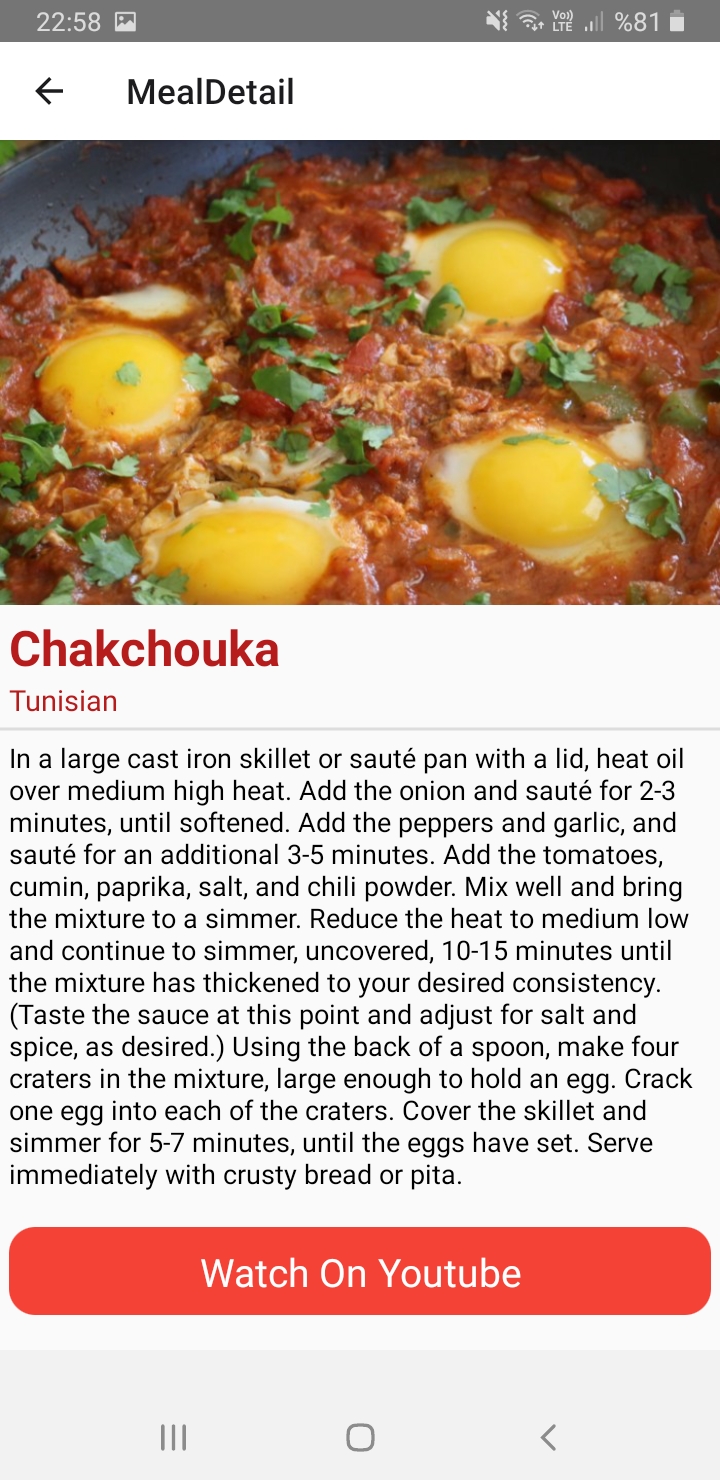 22:58
Vo))
LTE
%81
MealDetail
Chakchouka
Tunisian
In a large cast iron skillet or sauté pan with a lid, heat oil
over medium high heat. Add the onion and sauté for 2-3
minutes, until softened. Add the peppers and garlic, and
sauté for an additional 3-5 minutes. Add the tomatoes,
cumin, paprika, salt, and chili powder. Mix well and bring
the mixture to a simmer. Reduce the heat to medium low
and continue to simmer, uncovered, 10-15 minutes until
the mixture has thickened to your desired consistency.
(Taste the sauce at this point and adjust for salt and
spice, as desired.) Using the back of a spoon, make four
craters in the mixture, large enough to hold an egg. Crack
one egg into each of the craters. Cover the skillet and
simmer for 5-7 minutes, until the eggs have set. Serve
immediately with crusty bread or pita.
Watch On Youtube